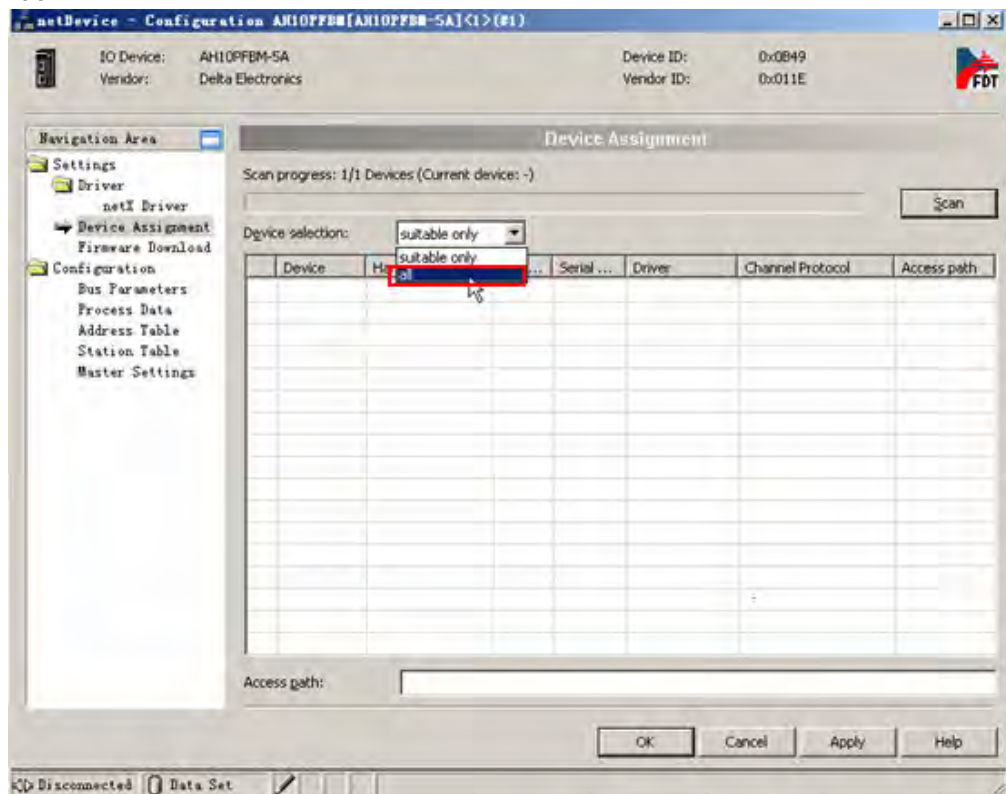 netDevice - Configuration AH10PFBM[AH10PFBM-5A]<1>(#1)
IO Device: AH10PFBM-5A Device ID: 0x0B49
Vendor: Delta Electronics Vendor ID: 0x011E
FDT
Navigation Area
Device Assignment
Settings
Driver
netX Driver
Device Assignment
Firmware Download
Configuration
Bus Parameters
Process Data
Address Table
Station Table
Master Settings
Scan progress: 1/1 Devices (Current device: -)
Scan
Device selection: suitable only
suitable only
all
Device Ha ... Serial ... Driver Channel Protocol Access path
Access path:
OK Cancel Apply Help
Disconnected Data Set